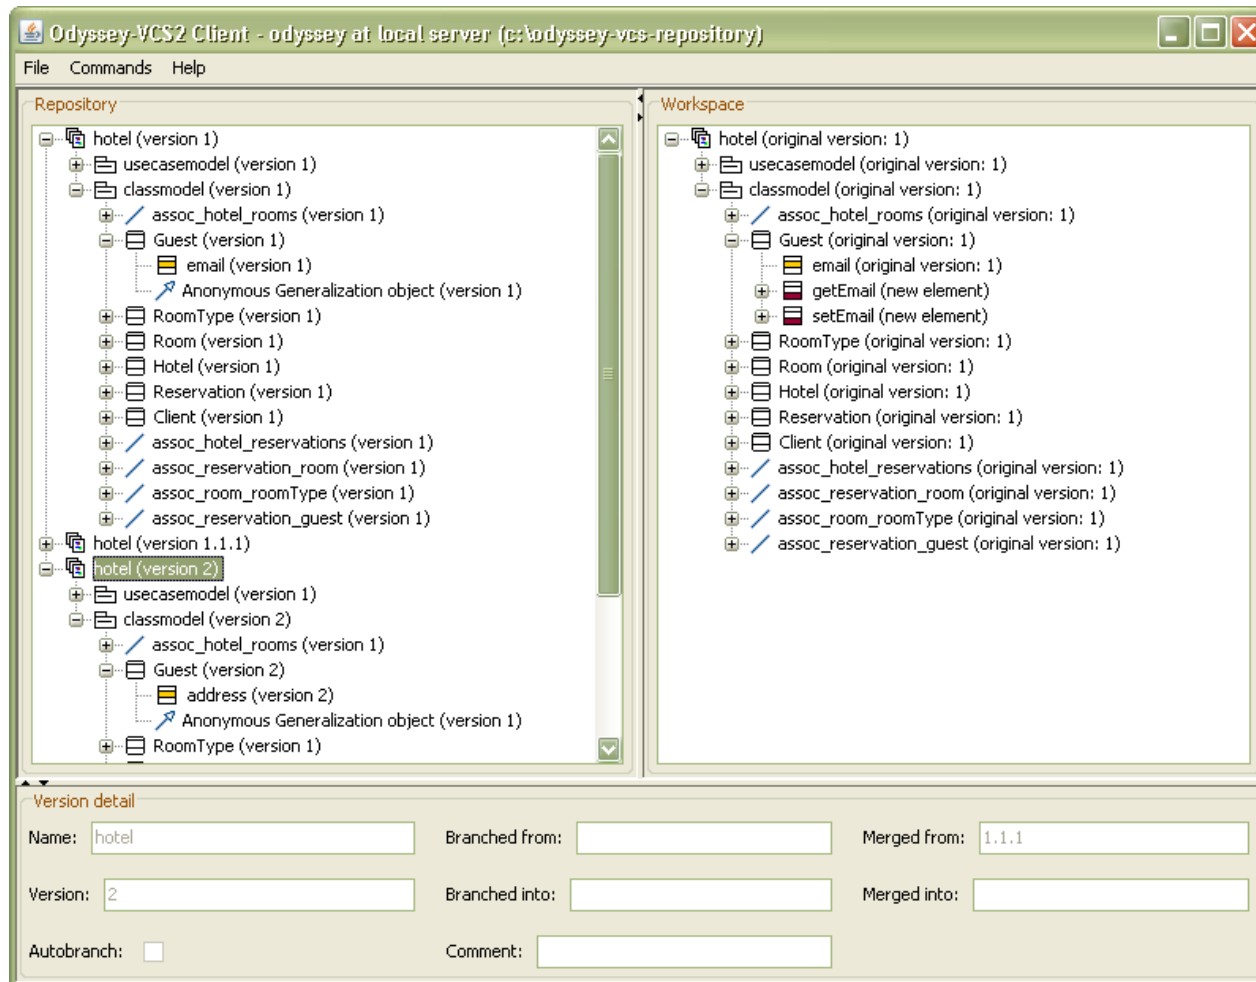 Odyssey-VCS2 Client - odyssey at local server (c:\odyssey-vcs-repository)
File Commands Help
Repository
hotel (version 1)
usecasemodel (version 1)
classmodel (version 1)
assoc_hotel_rooms (version 1)
Guest (version 1)
email (version 1)
Anonymous Generalization object (version 1)
RoomType (version 1)
Room (version 1)
Hotel (version 1)
Reservation (version 1)
Client (version 1)
assoc_hotel_reservations (version 1)
assoc_reservation_room (version 1)
assoc_room_roomType (version 1)
assoc_reservation_guest (version 1)
hotel (version 1.1.1)
hotel (version 2)
usecasemodel (version 1)
classmodel (version 2)
assoc_hotel_rooms (version 1)
Guest (version 2)
address (version 2)
Anonymous Generalization object (version 1)
RoomType (version 1)
Workspace
hotel (original version: 1)
usecasemodel (original version: 1)
classmodel (original version: 1)
assoc_hotel_rooms (original version: 1)
Guest (original version: 1)
email (original version: 1)
getEmail (new element)
setEmail (new element)
RoomType (original version: 1)
Room (original version: 1)
Hotel (original version: 1)
Reservation (original version: 1)
Client (original version: 1)
assoc_hotel_reservations (original version: 1)
assoc_reservation_room (original version: 1)
assoc_room_roomType (original version: 1)
assoc_reservation_guest (original version: 1)
Version detail
Name: hotel Branched from: Merged from: 1.1.1
Version: 2 Branched into: Merged into:
Autobranch: Comment: